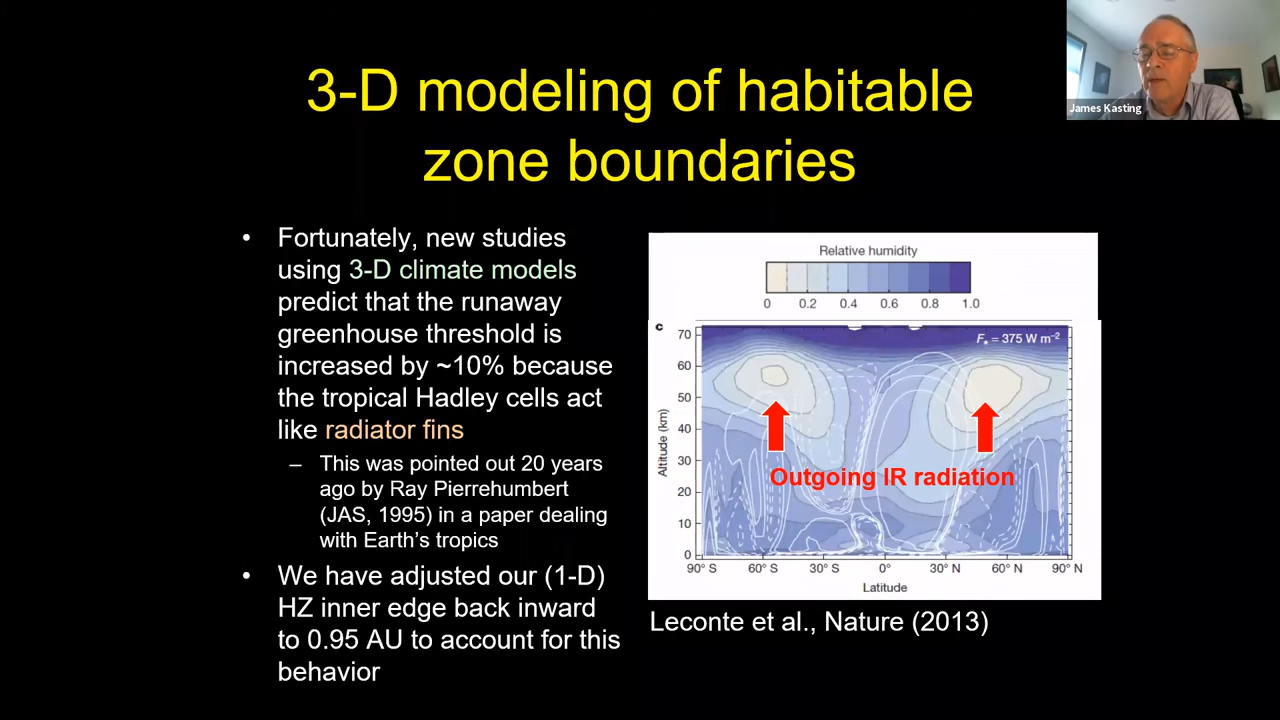 3-D modeling of habitable
zone boundaries
James Kasting
• Fortunately, new studies
using 3-D climate models
predict that the runaway
greenhouse threshold is
increased by ~10% because
the tropical Hadley cells act
like radiator fins
– This was pointed out 20 years
ago by Ray Pierrehumbert
(JAS, 1995) in a paper dealing
with Earth’s tropics
• We have adjusted our (1-D)
HZ inner edge back inward
to 0.95 AU to account for this
behavior
Relative humidity
0 0.2 0.4 0.6 0.8 1.0
c
F⋆ = 375 W m⁻²
Altitude (km)
70
60
50
40
30
20
10
0
Outgoing IR radiation
90° S 60° S 30° S 0° 30° N 60° N 90° N
Latitude
Leconte et al., Nature (2013)